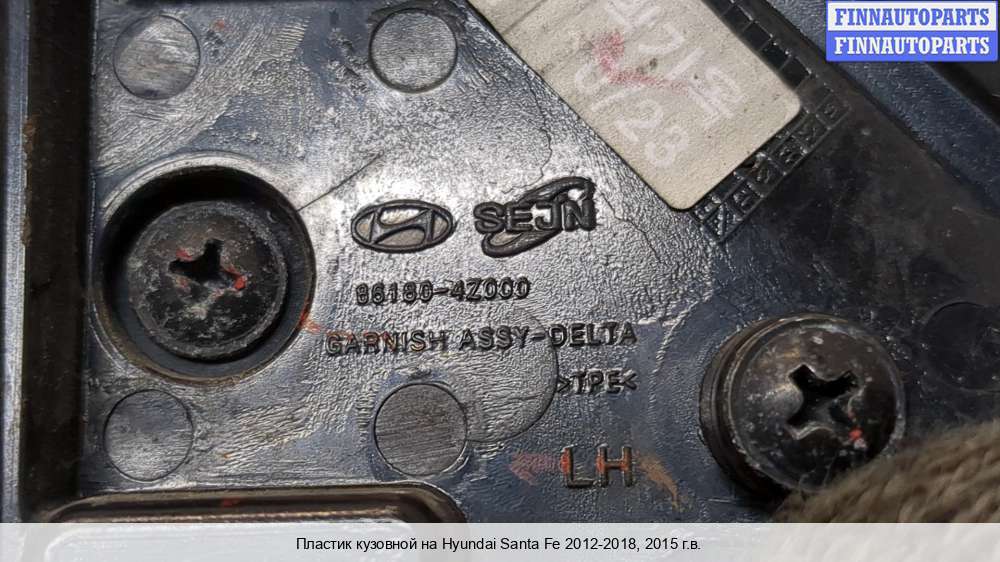 FINNAUTOPARTS
FINNAUTOPARTS
SEJN
86180-4Z000
GARNISH ASSY-DELTA
>TPE<
LH
Пластик кузовной на Hyundai Santa Fe 2012-2018, 2015 г.в.